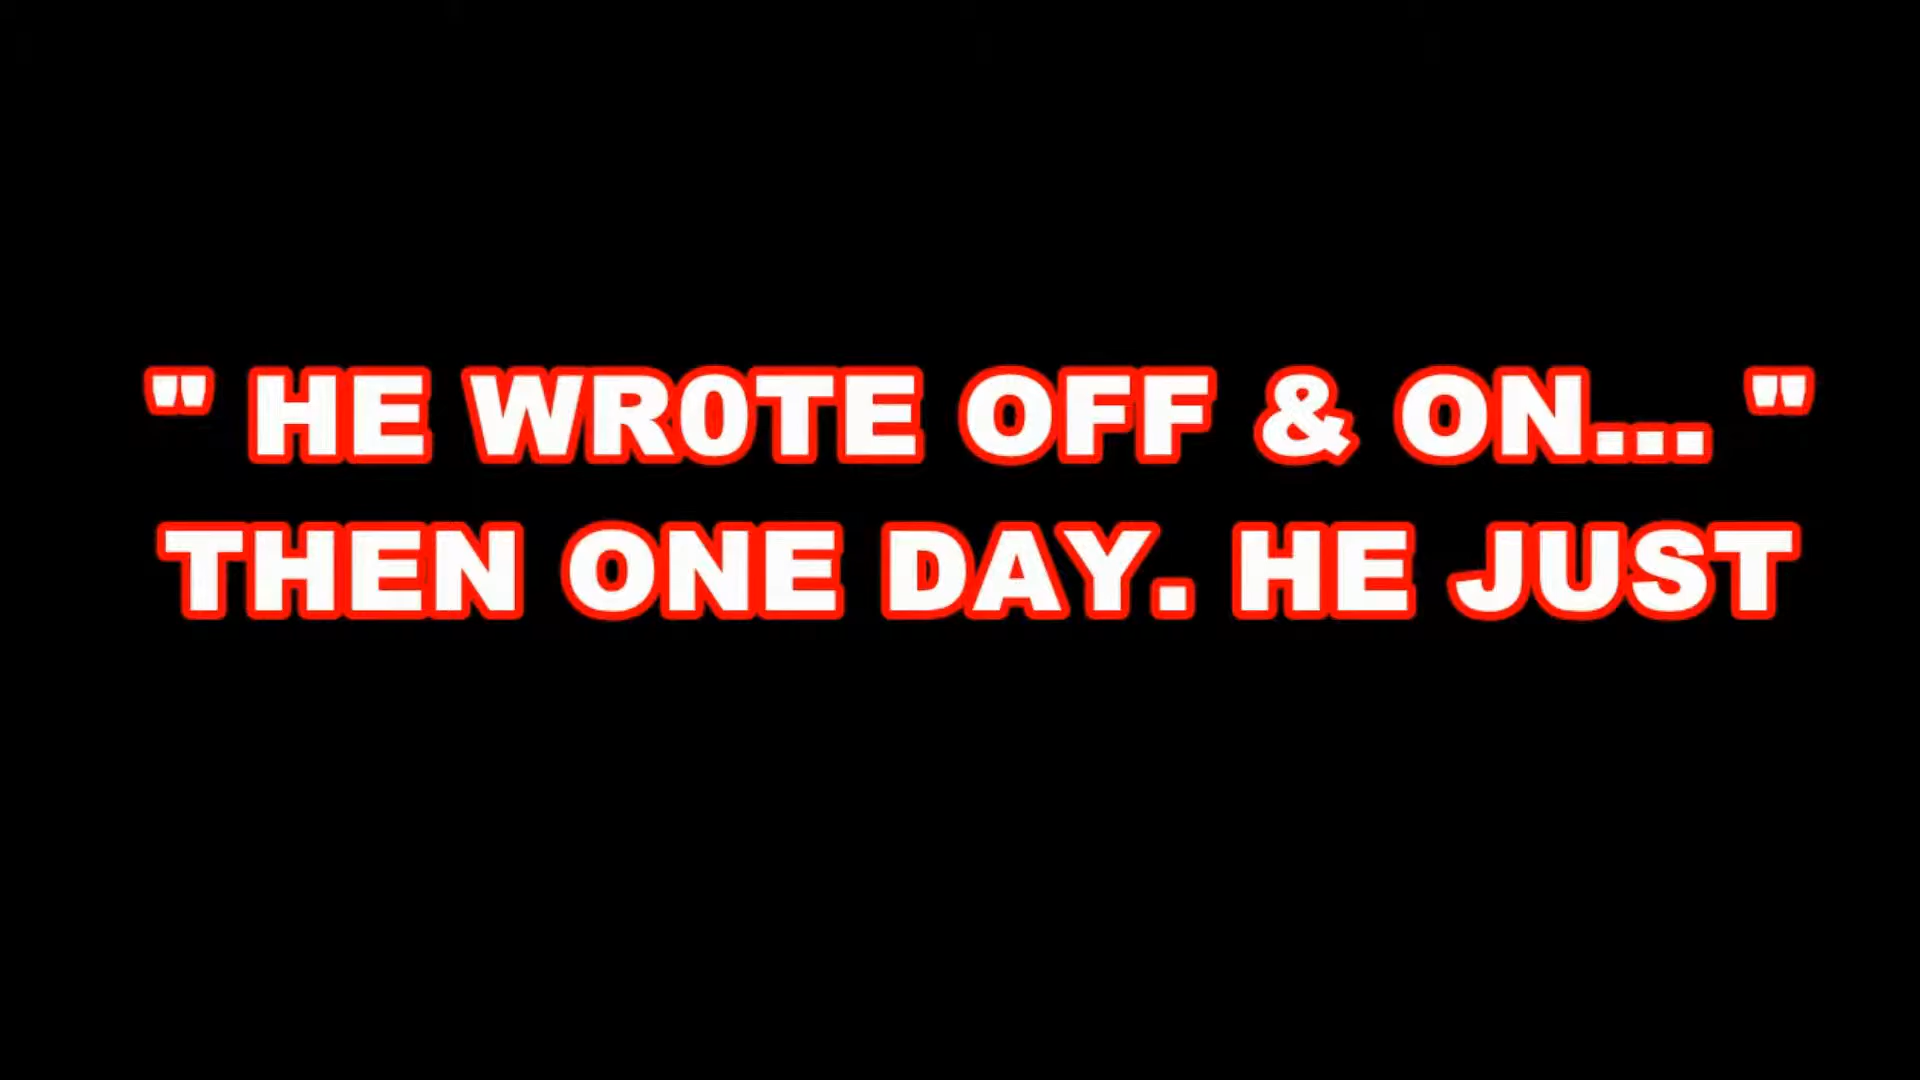 " HE WR0TE OFF & ON... "
THEN ONE DAY. HE JUST